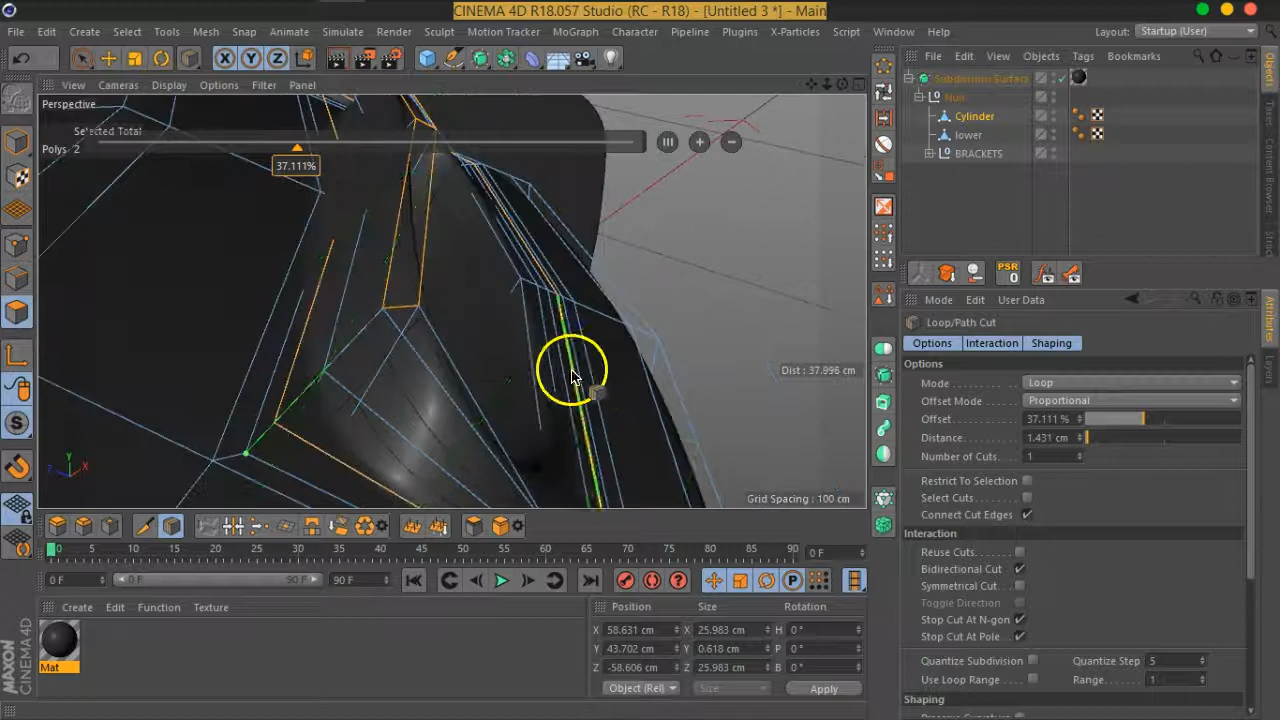 CINEMA 4D R18.057 Studio (RC - R18) - [Untitled 3 *] - Main
File Edit Create Select Tools Mesh Snap Animate Simulate Render Sculpt Motion Tracker MoGraph Character Pipeline Plugins X-Particles Script Window Help Layout: Startup (User)
File Edit View Objects Tags Bookmarks
View Cameras Display Options Filter Panel
Perspective
Selected Total
Polys 2
37.111%
Null
Cylinder
lower
BRACKETS
Objects
Takes
Content Browser
PSR
0
Mode Edit User Data
Loop/Path Cut
Options Interaction Shaping
Options
Mode Loop
Offset Mode Proportional
Offset 37.111 %
Distance. 1.431 cm
Number of Cuts. 1
Restrict To Selection
Select Cuts
Connect Cut Edges
Interaction
Reuse Cuts.
Bidirectional Cut
Symmetrical Cut.
Toggle Direction
Stop Cut At N-gon
Stop Cut At Pole
Quantize Subdivision Quantize Step 5
Use Loop Range Range. 1
Shaping
Attributes
Dist : 37.996 cm
Grid Spacing : 100 cm
Y
X
Z
0 5 10 15 20 25 30 35 40 45 50 55 60 65 70 75 80 85 90 0 F
0 F 0 F 90 F 90 F
Create Edit Function Texture
Mat
MAXON
CINEMA 4D
Position Size Rotation
X 58.631 cm X 25.983 cm H 0 °
Y 43.702 cm Y 0.618 cm P 0 °
Z -58.606 cm Z 25.983 cm B 0 °
Object (Rel) Size Apply